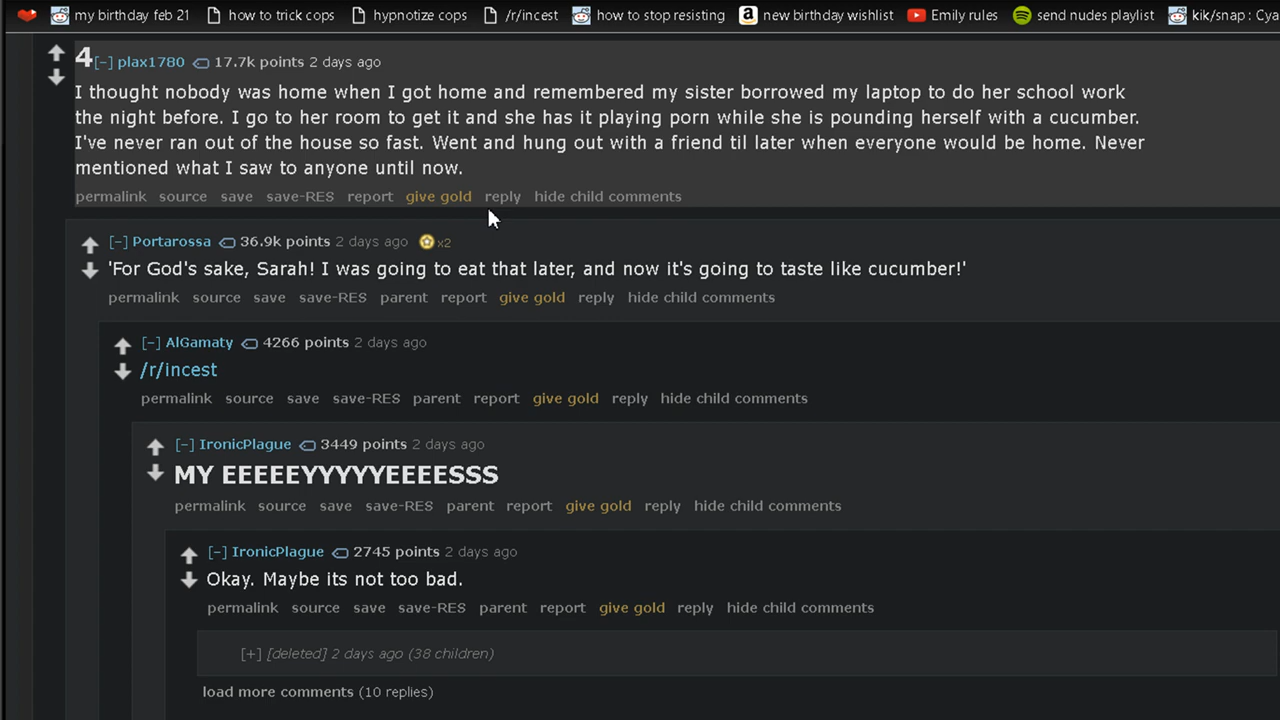 my birthday feb 21 how to trick cops hypnotize cops /r/incest how to stop resisting new birthday wishlist Emily rules send nudes playlist kik/snap : Cya
4 [-] plax1780 17.7k points 2 days ago
I thought nobody was home when I got home and remembered my sister borrowed my laptop to do her school work
the night before. I go to her room to get it and she has it playing porn while she is pounding herself with a cucumber.
I've never ran out of the house so fast. Went and hung out with a friend til later when everyone would be home. Never
mentioned what I saw to anyone until now.
permalink source save save-RES report give gold reply hide child comments
[-] Portarossa 36.9k points 2 days ago x2
'For God's sake, Sarah! I was going to eat that later, and now it's going to taste like cucumber!'
permalink source save save-RES parent report give gold reply hide child comments
[-] AlGamaty 4266 points 2 days ago
/r/incest
permalink source save save-RES parent report give gold reply hide child comments
[-] IronicPlague 3449 points 2 days ago
MY EEEEEYYYYYEEEESSS
permalink source save save-RES parent report give gold reply hide child comments
[-] IronicPlague 2745 points 2 days ago
Okay. Maybe its not too bad.
permalink source save save-RES parent report give gold reply hide child comments
[+] [deleted] 2 days ago (38 children)
load more comments (10 replies)